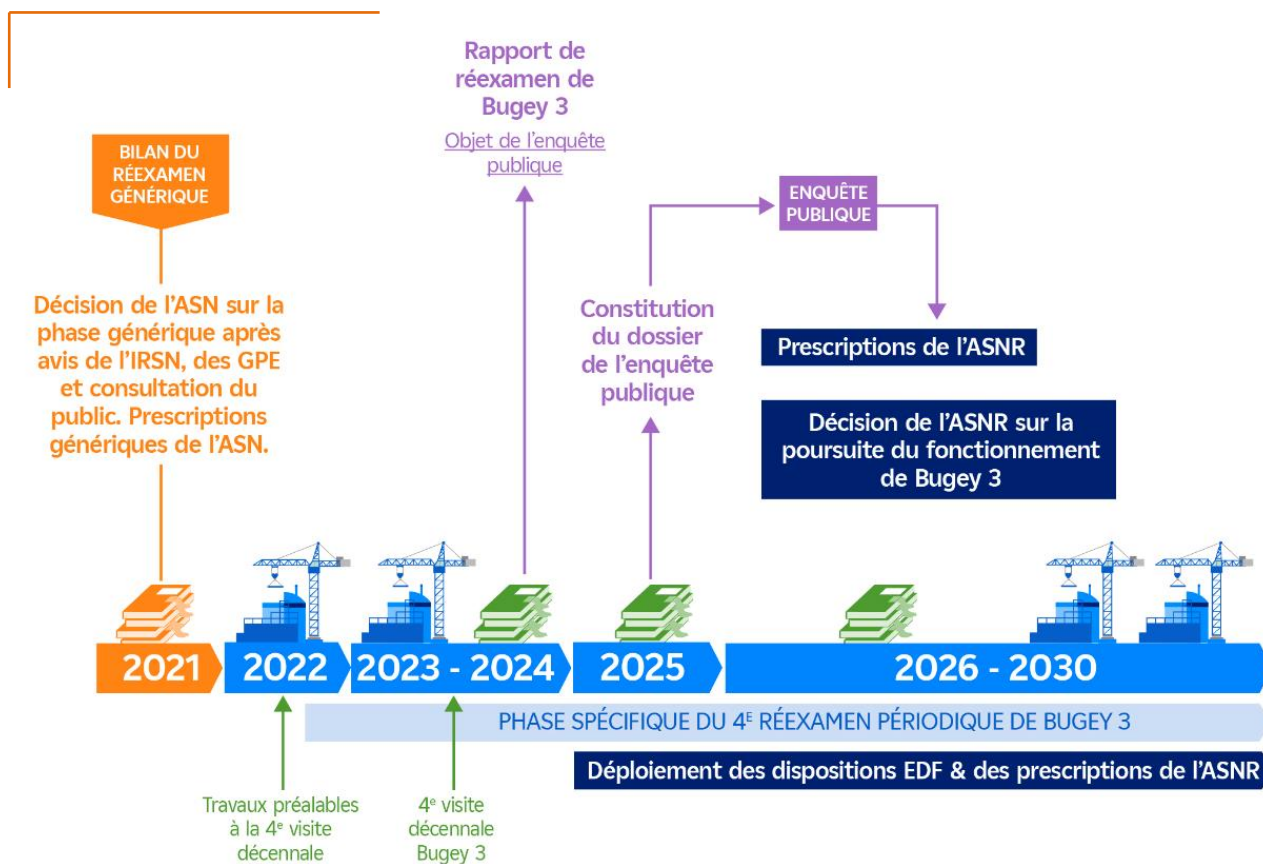 Rapport de
réexamen de
Bugey 3
Objet de l'enquête
publique
BILAN DU
RÉEXAMEN
GÉNÉRIQUE
ENQUÊTE
PUBLIQUE
Décision de l'ASN sur la
phase générique après
avis de l'IRSN, des GPE
et consultation du
public. Prescriptions
génériques de l'ASN.
Constitution
du dossier
de l'enquête
publique
Prescriptions de l'ASNR
Décision de l'ASNR sur la
poursuite du fonctionnement
de Bugey 3
2021
2022
2023 - 2024
2025
2026 - 2030
PHASE SPÉCIFIQUE DU 4E RÉEXAMEN PÉRIODIQUE DE BUGEY 3
Déploiement des dispositions EDF & des prescriptions de l'ASNR
Travaux préalables
à la 4e visite
décennale
4e visite
décennale
Bugey 3